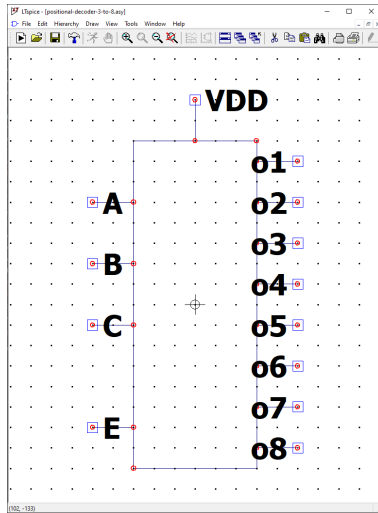 LTspice - [positional-decoder-3-to-8.asy]
File Edit Hierarchy Draw View Tools Window Help
VDD
o1
A
o2
o3
B
o4
C
o5
o6
o7
E
o8
(102, -133)